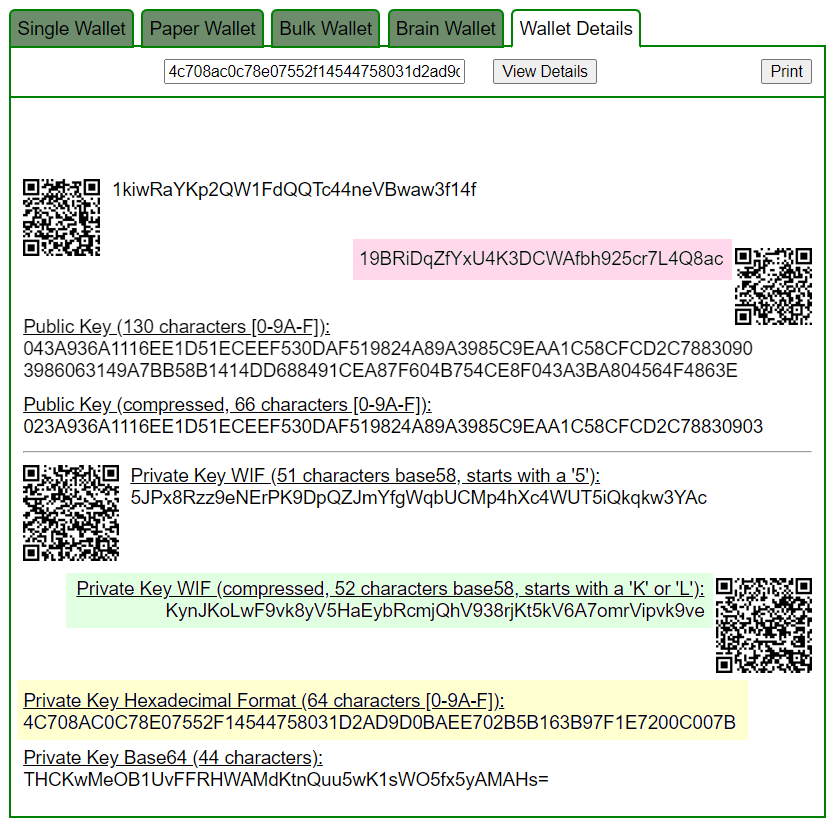 Single Wallet
Paper Wallet
Bulk Wallet
Brain Wallet
Wallet Details
4c708ac0c78e07552f14544758031d2ad9d
View Details
Print
1kiwRaYKp2QW1FdQQTc44neVBwaw3f14f
19BRiDqZfYxU4K3DCWAfbh925cr7L4Q8ac
Public Key (130 characters [0-9A-F]):
043A936A1116EE1D51ECEEF530DAF519824A89A3985C9EAA1C58CFCD2C7883090
3986063149A7BB58B1414DD688491CEA87F604B754CE8F043A3BA804564F4863E
Public Key (compressed, 66 characters [0-9A-F]):
023A936A1116EE1D51ECEEF530DAF519824A89A3985C9EAA1C58CFCD2C78830903
Private Key WIF (51 characters base58, starts with a '5'):
5JPx8Rzz9eNErPK9DpQZJmYfgWqbUCMp4hXc4WUT5iQkqkw3YAc
Private Key WIF (compressed, 52 characters base58, starts with a 'K' or 'L'):
KynJKoLwF9vk8yV5HaEybRcmjQhV938rjKt5kV6A7omrVipvk9ve
Private Key Hexadecimal Format (64 characters [0-9A-F]):
4C708AC0C78E07552F14544758031D2AD9D0BAEE702B5B163B97F1E7200C007B
Private Key Base64 (44 characters):
THCKwMeOB1UvFFRHWAMdKtnQuu5wK1sWO5fx5yAMAHs=